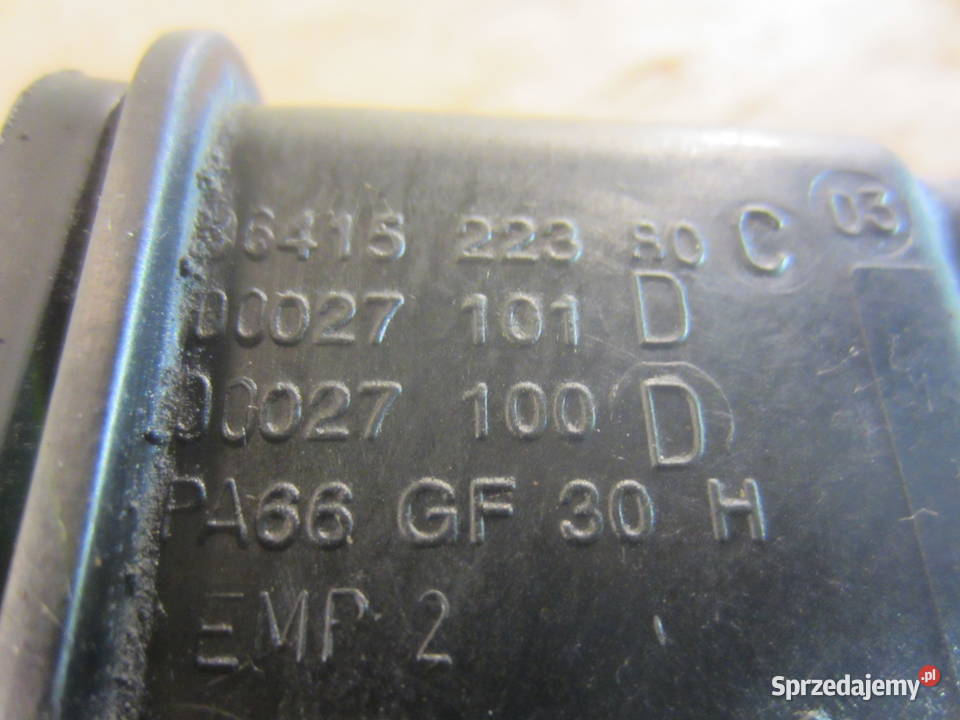 96415 223 80 C 03
00027 101 D
00027 100 D
PA66 GF 30 H
EMP 2
Sprzedajemy.pl